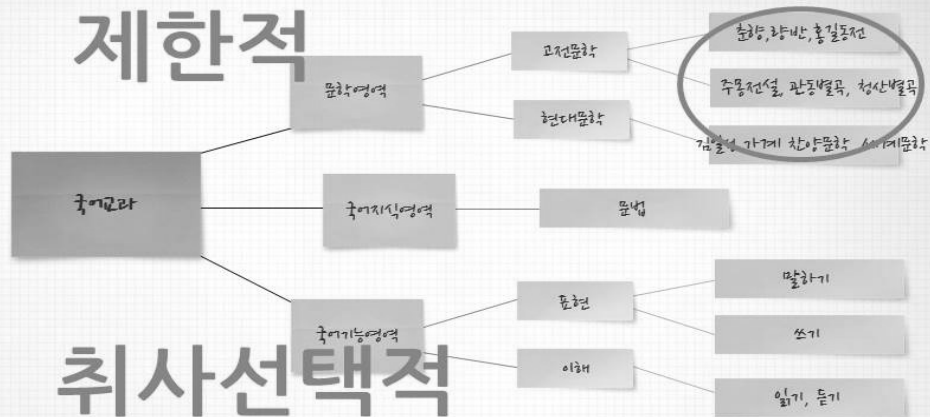 제한적
취사선택적
국어교과
문학영역
고전문학
춘향, 량반, 홍길동전
주몽전설, 관동별곡, 청산별곡
현대문학
김일성 가계 찬양문학, 세계문학
국어지식영역
문법
국어기능영역
표현
말하기
쓰기
이해
읽기, 듣기